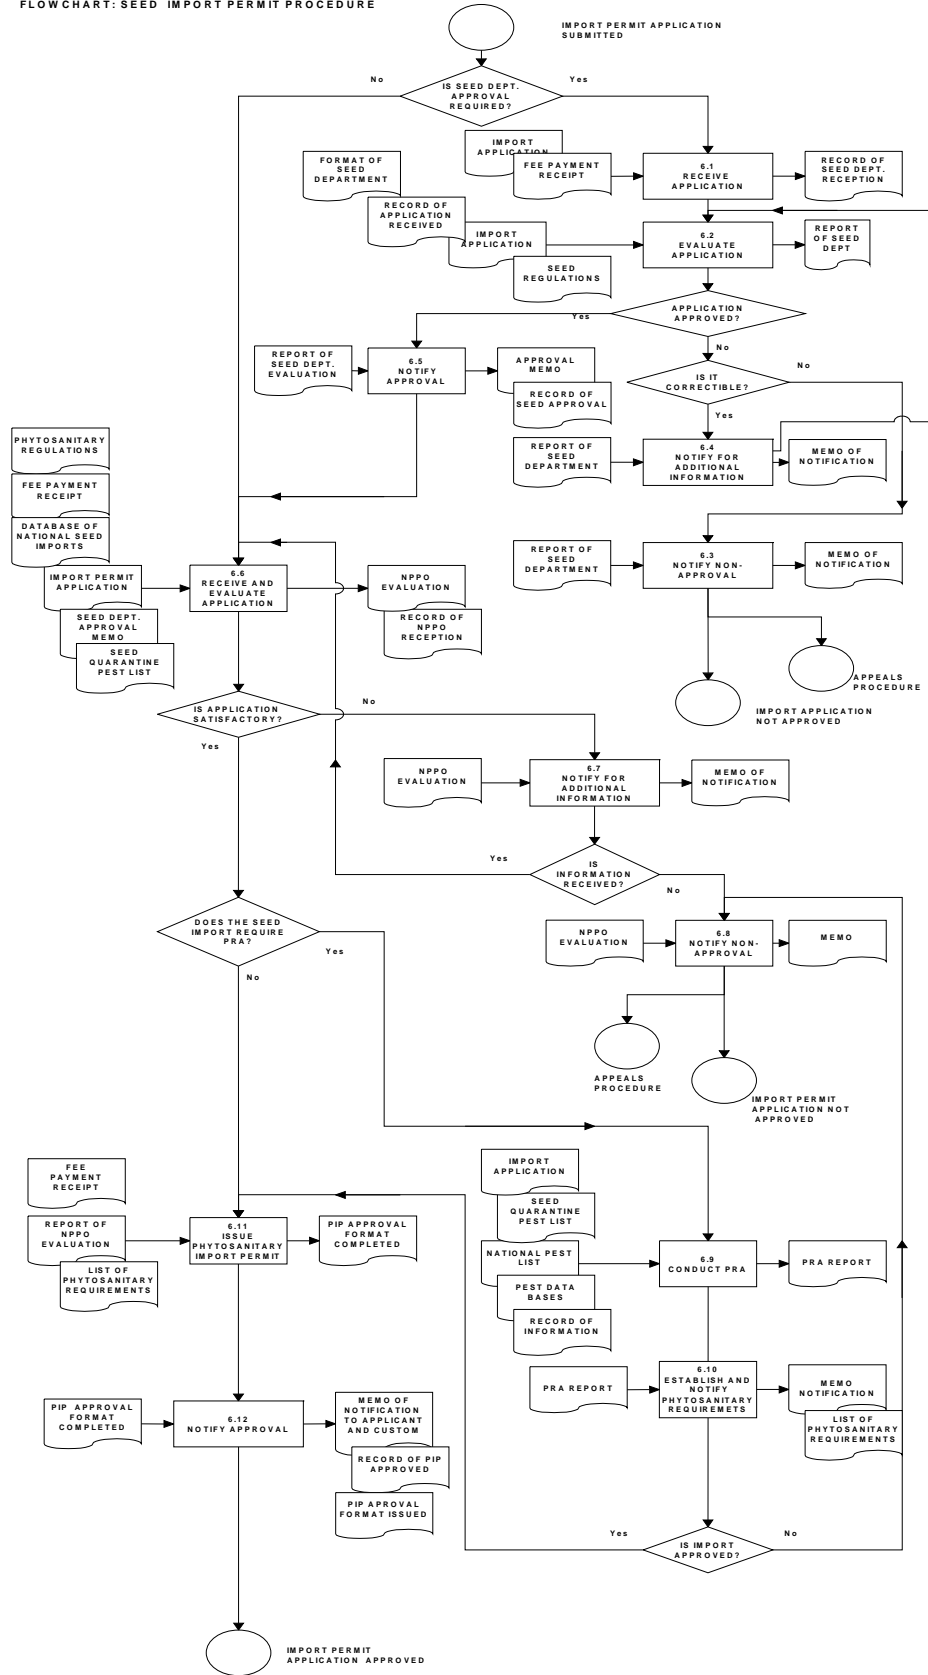 FLOWCHART: SEED IMPORT PERMIT PROCEDURE
IMPORT PERMIT APPLICATION
SUBMITTED
No
IS SEED DEPT.
APPROVAL
REQUIRED?
Yes
IMPORT
APPLICATION
FEE PAYMENT
RECEIPT
6.1
RECEIVE
APPLICATION
RECORD OF
SEED DEPT.
RECEPTION
FORMAT OF
SEED
DEPARTMENT
RECORD OF
APPLICATION
RECEIVED
IMPORT
APPLICATION
SEED
REGULATIONS
6.2
EVALUATE
APPLICATION
REPORT
OF SEED
DEPT
APPLICATION
APPROVED?
Yes
No
REPORT OF
SEED DEPT.
EVALUATION
6.5
NOTIFY
APPROVAL
APPROVAL
MEMO
RECORD OF
SEED APPROVAL
IS IT
CORRECTIBLE?
No
Yes
REPORT OF
SEED
DEPARTMENT
6.4
NOTIFY FOR
ADDITIONAL
INFORMATION
MEMO OF
NOTIFICATION
PHYTOSANITARY
REGULATIONS
FEE PAYMENT
RECEIPT
DATABASE OF
NATIONAL SEED
IMPORTS
IMPORT PERMIT
APPLICATION
SEED DEPT.
APPROVAL
MEMO
SEED
QUARANTINE
PEST LIST
6.6
RECEIVE AND
EVALUATE
APPLICATION
NPPO
EVALUATION
RECORD OF
NPPO
RECEPTION
REPORT OF
SEED
DEPARTMENT
6.3
NOTIFY NON-
APPROVAL
MEMO OF
NOTIFICATION
APPEALS
PROCEDURE
IMPORT APPLICATION
NOT APPROVED
IS APPLICATION
SATISFACTORY?
No
Yes
NPPO
EVALUATION
6.7
NOTIFY FOR
ADDITIONAL
INFORMATION
MEMO OF
NOTIFICATION
Yes
IS
INFORMATION
RECEIVED?
No
DOES THE SEED
IMPORT REQUIRE
PRA?
Yes
No
NPPO
EVALUATION
6.8
NOTIFY NON-
APPROVAL
MEMO
APPEALS
PROCEDURE
IMPORT PERMIT
APPLICATION NOT
APPROVED
FEE
PAYMENT
RECEIPT
REPORT OF
NPPO
EVALUATION
LIST OF
PHYTOSANITARY
REQUIREMENTS
6.11
ISSUE
PHYTOSANITARY
IMPORT PERMIT
PIP APPROVAL
FORMAT
COMPLETED
IMPORT
APPLICATION
SEED
QUARANTINE
PEST LIST
NATIONAL PEST
LIST
PEST DATA
BASES
RECORD OF
INFORMATION
6.9
CONDUCT PRA
PRA REPORT
PRA REPORT
6.10
ESTABLISH AND
NOTIFY
PHYTOSANITARY
REQUIREMETS
MEMO
NOTIFICATION
LIST OF
PHYTOSANITARY
REQUIREMENTS
PIP APPROVAL
FORMAT
COMPLETED
6.12
NOTIFY APPROVAL
MEMO OF
NOTIFICATION
TO APPLICANT
AND CUSTOM
RECORD OF PIP
APPROVED
PIP APROVAL
FORMAT ISSUED
Yes
IS IMPORT
APPROVED?
No
IMPORT PERMIT
APPLICATION APPROVED